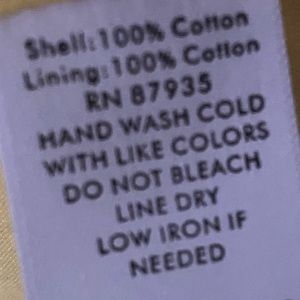 Shell: 100% Cotton
Lining: 100% Cotton
RN 87935
HAND WASH COLD
WITH LIKE COLORS
DO NOT BLEACH
LINE DRY
LOW IRON IF
NEEDED